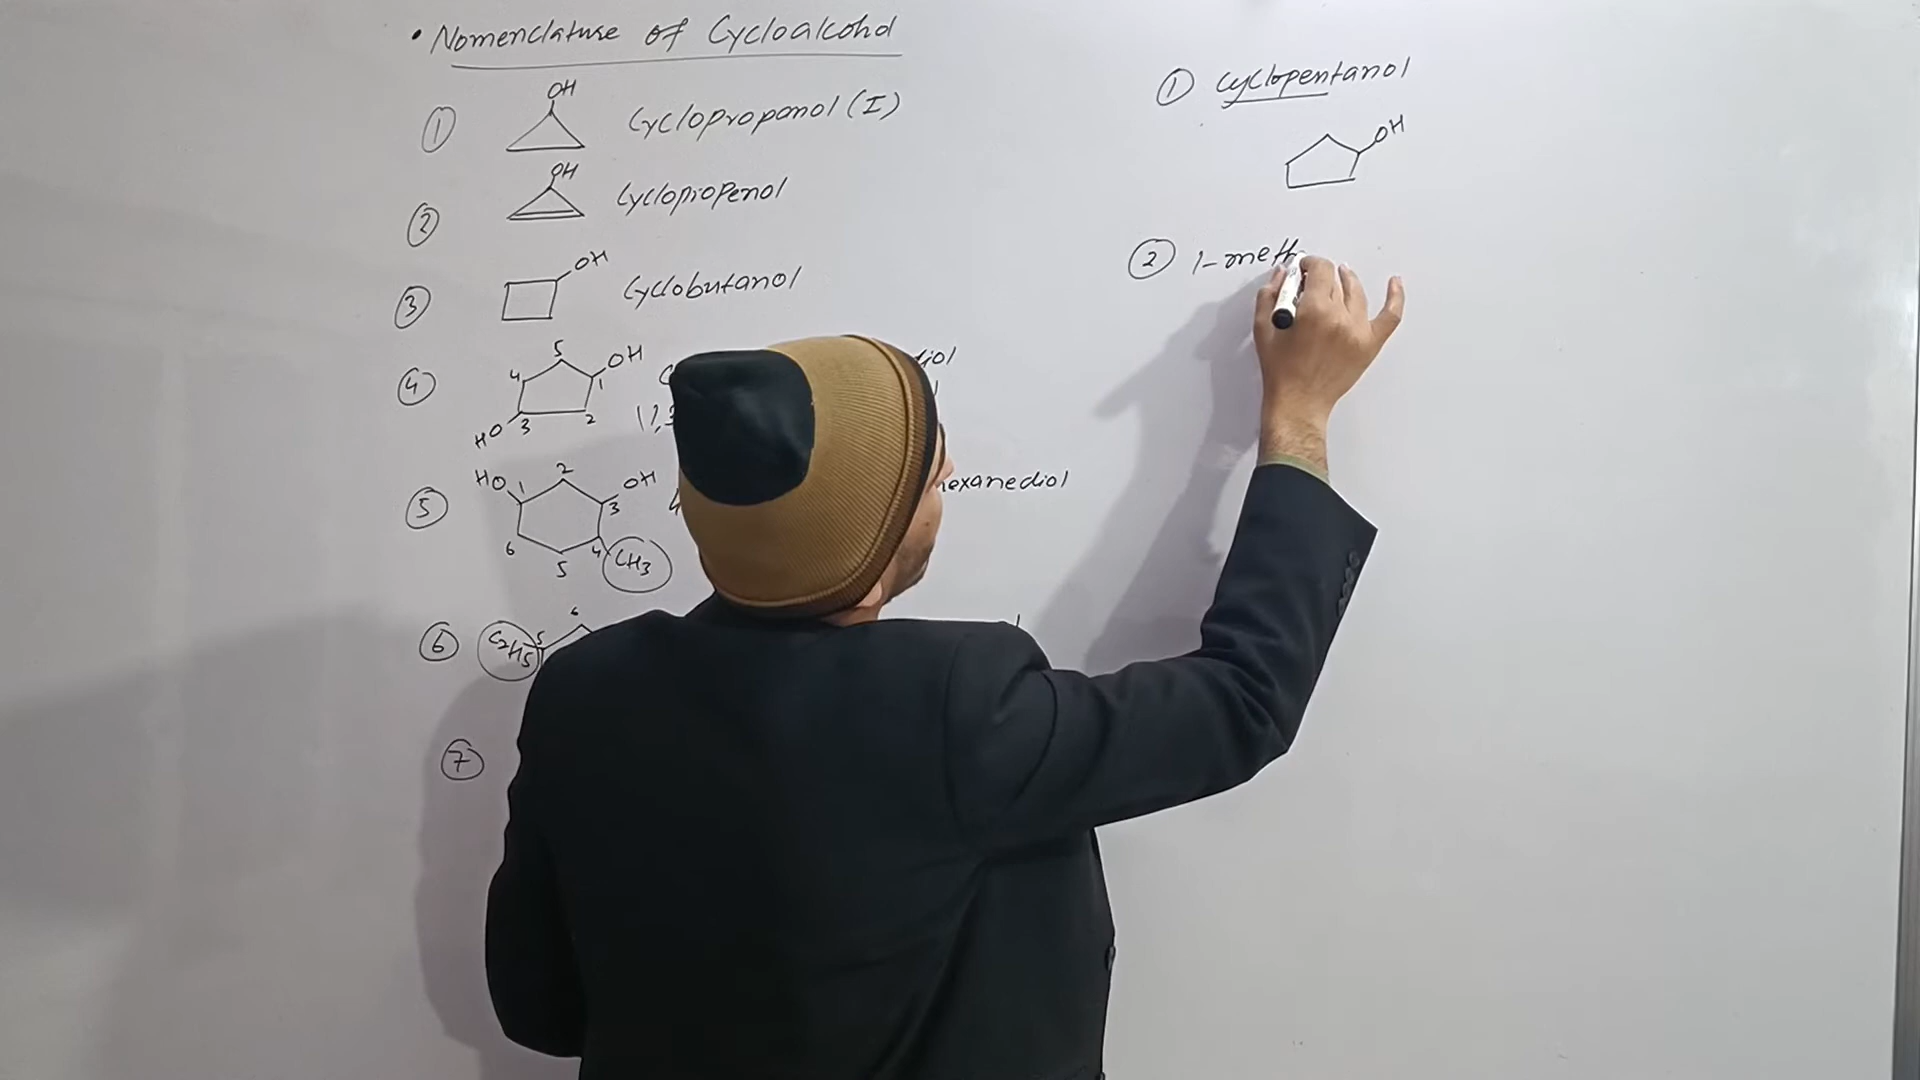 • Nomenclature of Cycloalcohol
① OH Cyclopropanol (I)
② OH Cyclopropenol
③ OH Cyclobutanol
④ 5 OH diol
4 1
HO 3 2 1,3
⑤ HO 1 2 OH hexanediol
3
6 4 CH3
5
⑥ C2H5 5 6
⑦
① Cyclopentanol
OH
② 1-meth